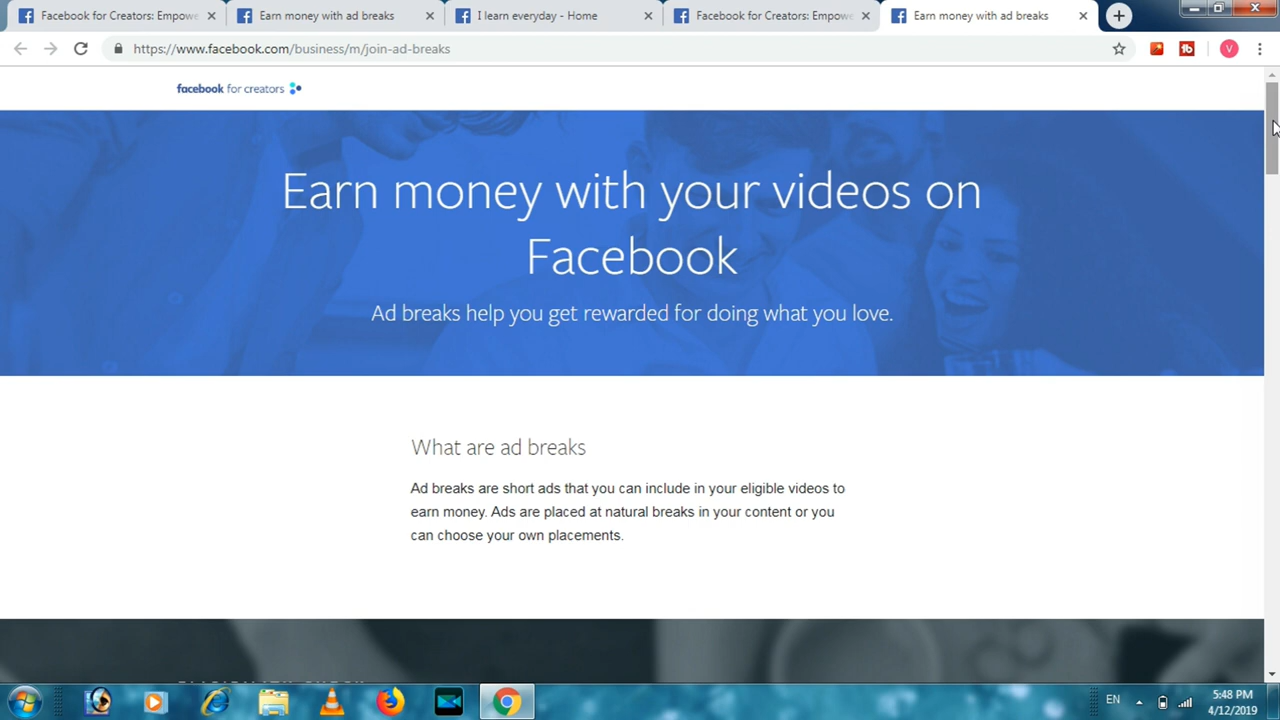 Facebook for Creators: Empowe
Earn money with ad breaks
I learn everyday - Home
Facebook for Creators: Empowe
Earn money with ad breaks
https://www.facebook.com/business/m/join-ad-breaks
V
facebook for creators
Earn money with your videos on
Facebook
Ad breaks help you get rewarded for doing what you love.
What are ad breaks
Ad breaks are short ads that you can include in your eligible videos to
earn money. Ads are placed at natural breaks in your content or you
can choose your own placements.
EN
5:48 PM
4/12/2019